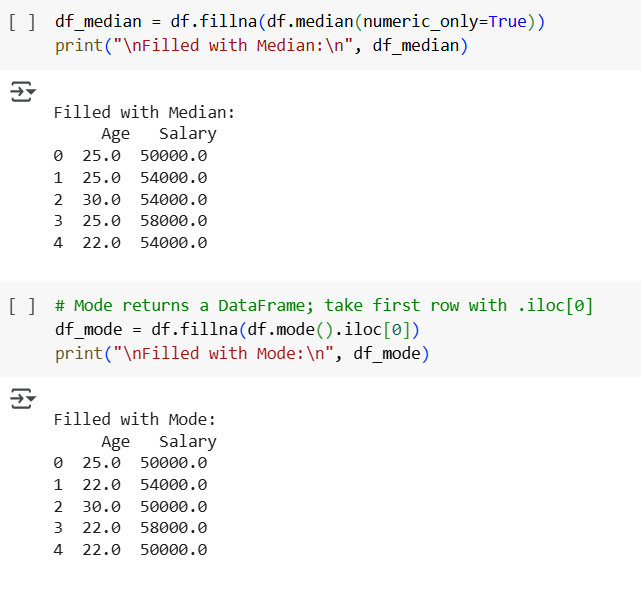 [ ] df_median = df.fillna(df.median(numeric_only=True))
print("\nFilled with Median:\n", df_median)
Filled with Median:
Age Salary
0 25.0 50000.0
1 25.0 54000.0
2 30.0 54000.0
3 25.0 58000.0
4 22.0 54000.0
[ ] # Mode returns a DataFrame; take first row with .iloc[0]
df_mode = df.fillna(df.mode().iloc[0])
print("\nFilled with Mode:\n", df_mode)
Filled with Mode:
Age Salary
0 25.0 50000.0
1 22.0 54000.0
2 30.0 50000.0
3 22.0 58000.0
4 22.0 50000.0